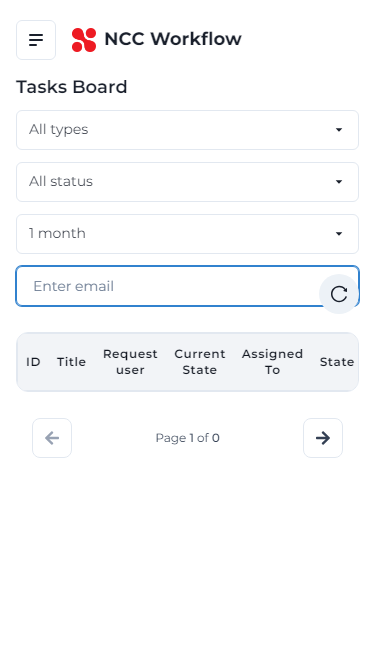 NCC Workflow
Tasks Board
All types
All status
1 month
Enter email
ID Title Request user Current State Assigned To State
Page 1 of 0